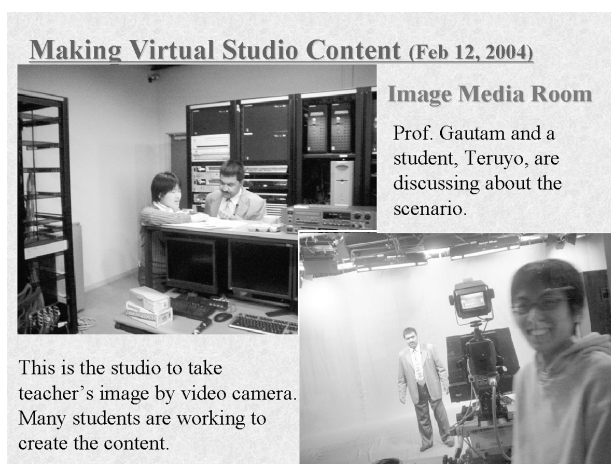 Making Virtual Studio Content (Feb 12, 2004)
Image Media Room
Prof. Gautam and a
student, Teruyo, are
discussing about the
scenario.
This is the studio to take
teacher's image by video camera.
Many students are working to
create the content.